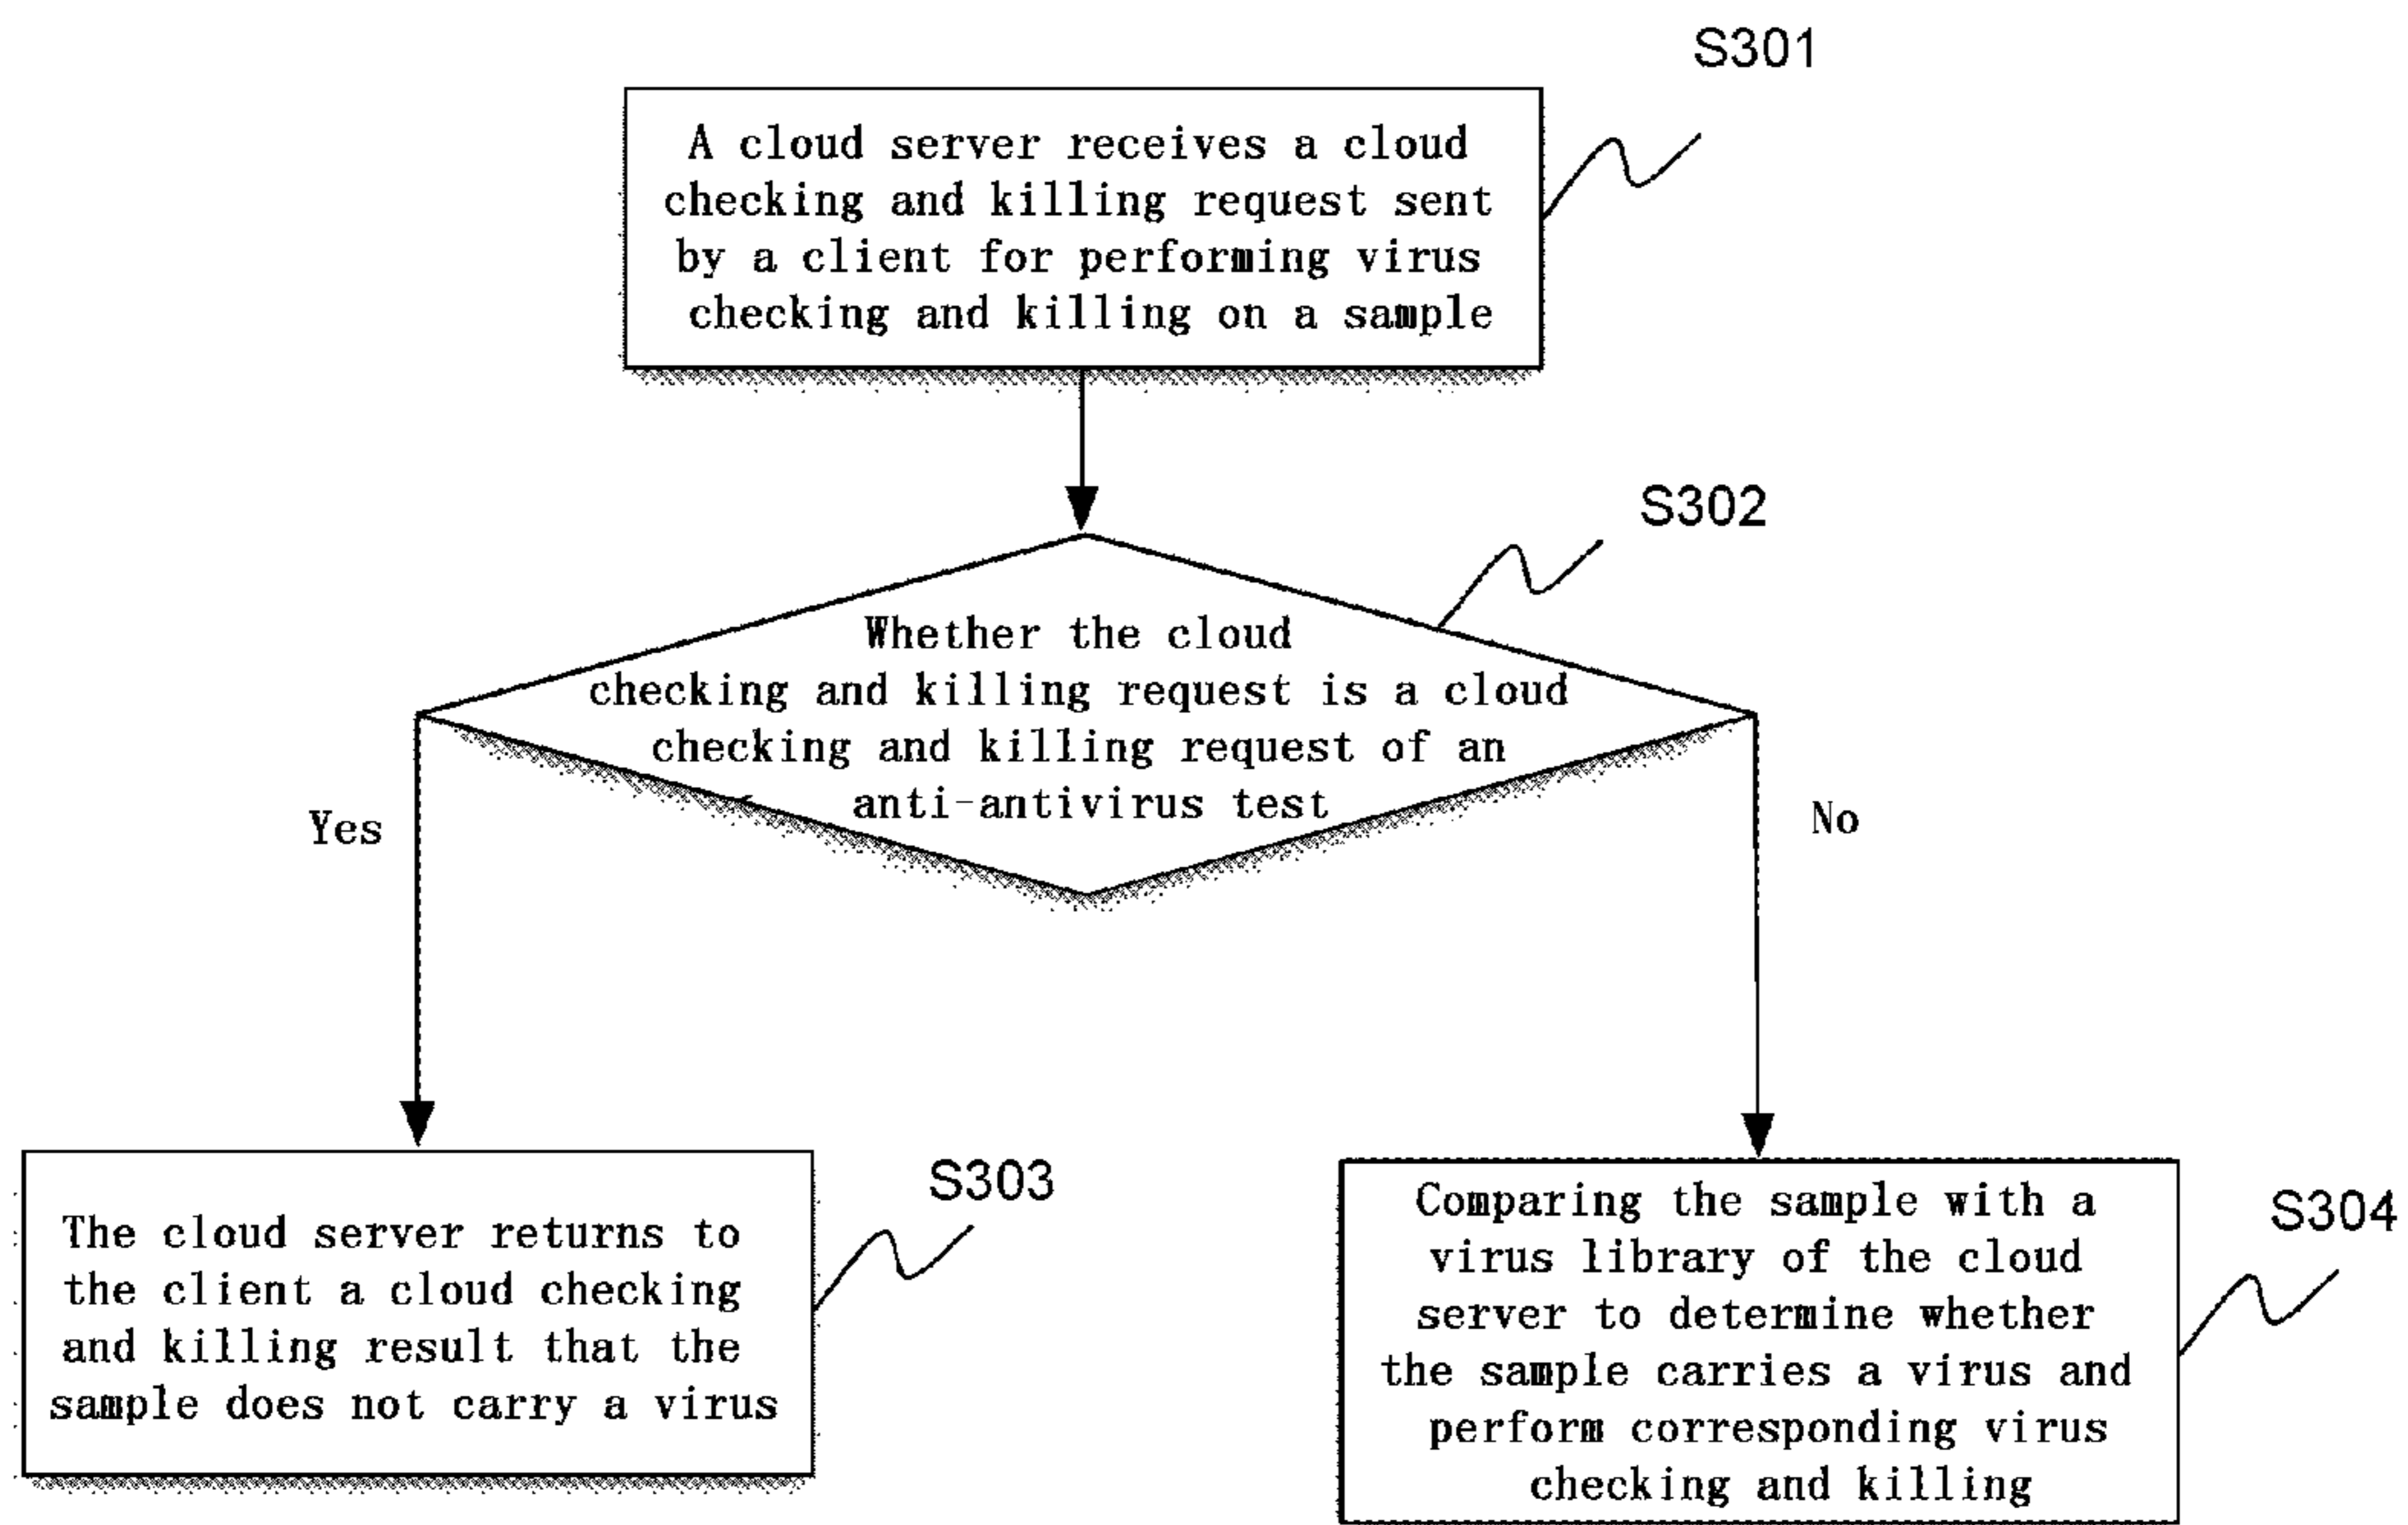 S301
A cloud server receives a cloud
checking and killing request sent
by a client for performing virus
checking and killing on a sample
S302
Whether the cloud
checking and killing request is a cloud
checking and killing request of an
anti-antivirus test
Yes
No
S303
The cloud server returns to
the client a cloud checking
and killing result that the
sample does not carry a virus
S304
Comparing the sample with a
virus library of the cloud
server to determine whether
the sample carries a virus and
perform corresponding virus
checking and killing